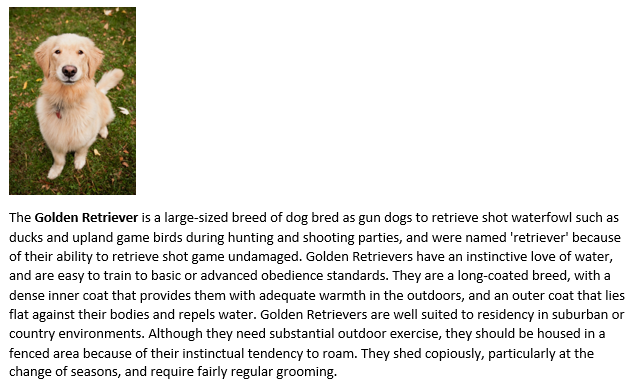 The Golden Retriever is a large-sized breed of dog bred as gun dogs to retrieve shot waterfowl such as
ducks and upland game birds during hunting and shooting parties, and were named 'retriever' because
of their ability to retrieve shot game undamaged. Golden Retrievers have an instinctive love of water,
and are easy to train to basic or advanced obedience standards. They are a long-coated breed, with a
dense inner coat that provides them with adequate warmth in the outdoors, and an outer coat that lies
flat against their bodies and repels water. Golden Retrievers are well suited to residency in suburban or
country environments. Although they need substantial outdoor exercise, they should be housed in a
fenced area because of their instinctual tendency to roam. They shed copiously, particularly at the
change of seasons, and require fairly regular grooming.